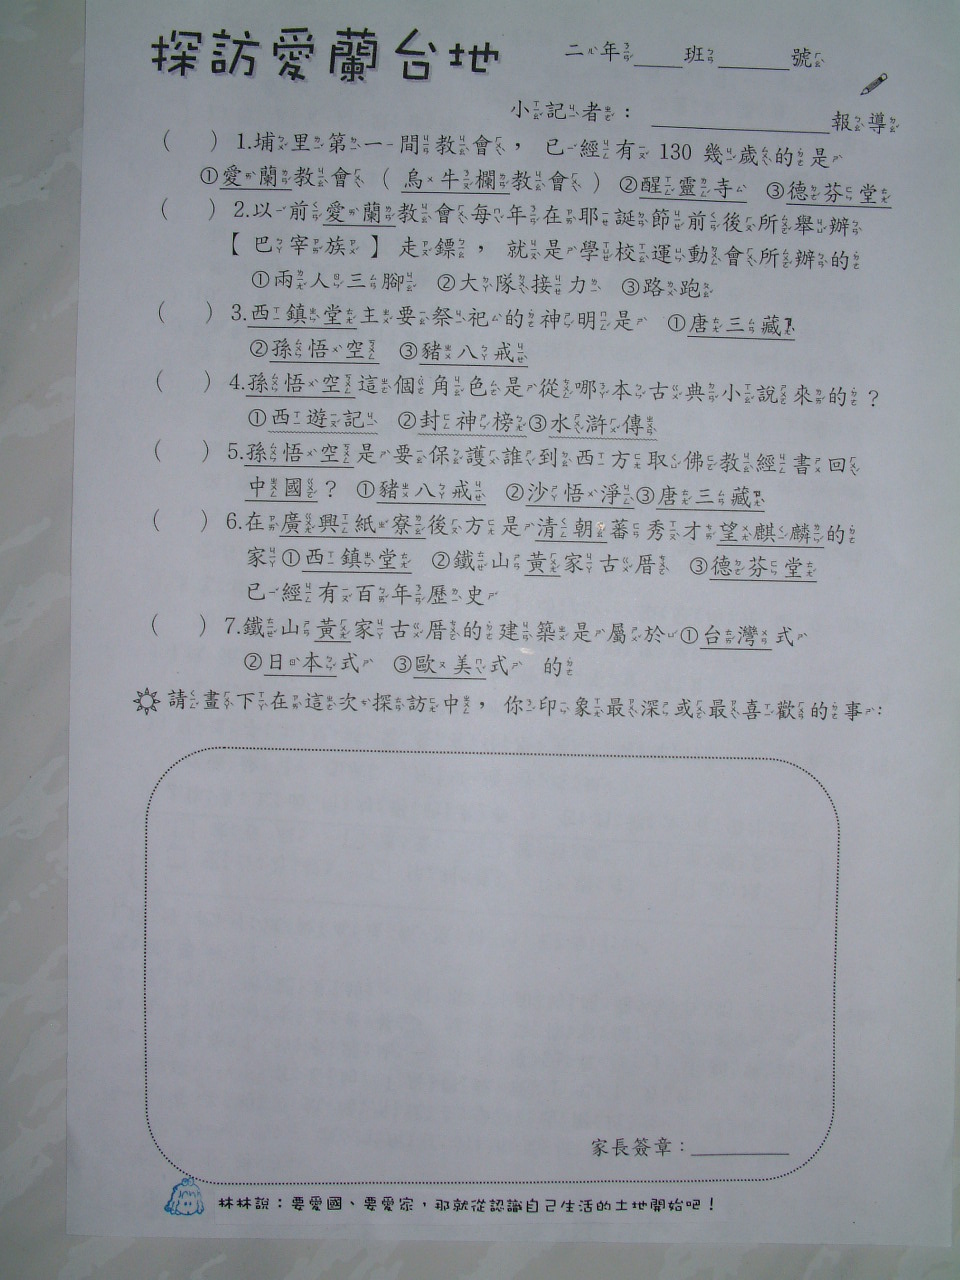 探訪愛蘭台地
二年____班______號
小記者：________________報導
(　) 1.埔里第一間教會，已經有 130 幾歲的是
①愛蘭教會（烏牛欄教會）②醒靈寺 ③德芬堂
(　) 2.以前愛蘭教會每年在耶誕節前後所舉辦
【巴宰族】走鏢，就是學校運動會所辦的
①兩人三腳 ②大隊接力 ③路跑
(　) 3.西鎮堂主要祭祀的神明是 ①唐三藏
②孫悟空 ③豬八戒
(　) 4.孫悟空這個角色是從哪本古典小說來的？
①西遊記 ②封神榜③水滸傳
(　) 5.孫悟空是要保護誰到西方取佛教經書回
中國？ ①豬八戒 ②沙悟淨③唐三藏
(　) 6.在廣興紙寮後方是清朝蕃秀才望麒麟的
家①西鎮堂 ②鐵山黃家古厝 ③德芬堂
已經有百年歷史
(　) 7.鐵山黃家古厝的建築是屬於①台灣式
②日本式 ③歐美式 的
請畫下在這次探訪中，你印象最深或最喜歡的事：
家長簽章：__________
林林說：要愛國、要愛家，那就從認識自己生活的土地開始吧！